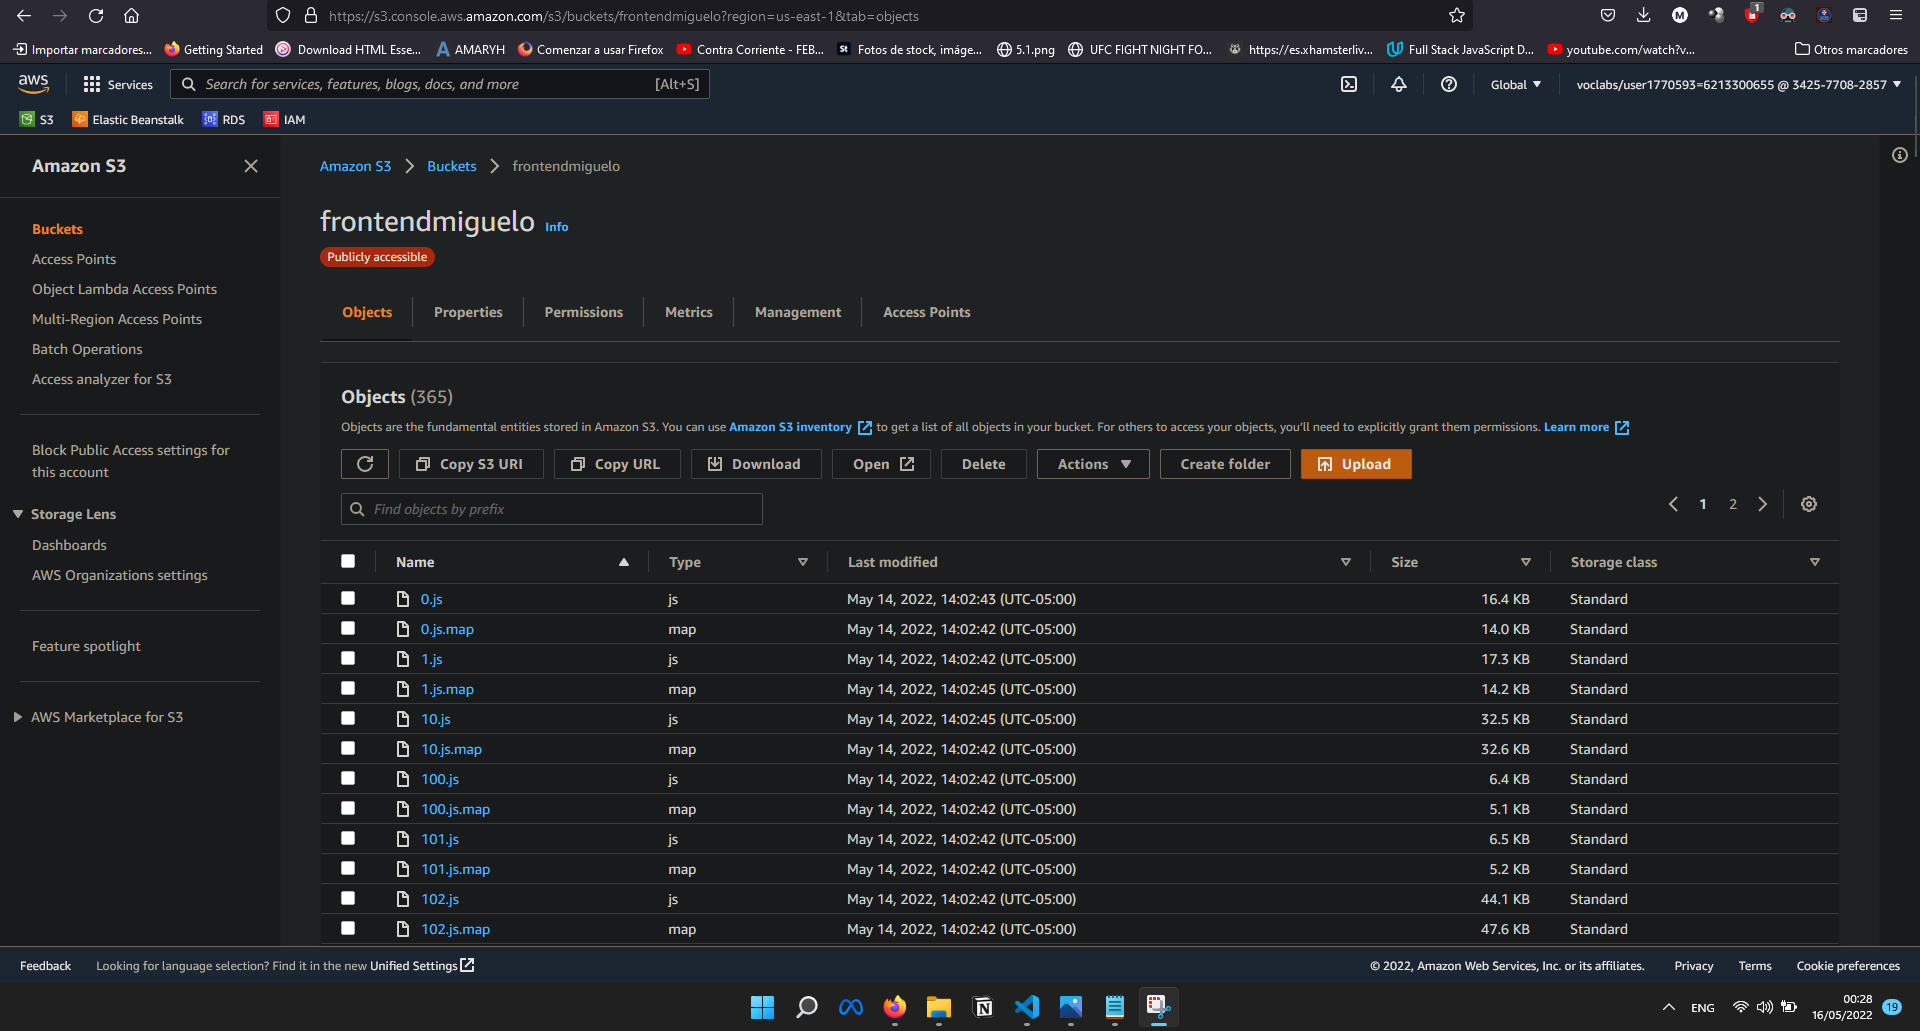 https://s3.console.aws.amazon.com/s3/buckets/frontendmiguelo?region=us-east-1&tab=objects
1
Importar marcadores... Getting Started Download HTML Esse... AMARYH Comenzar a usar Firefox Contra Corriente - FEB... St Fotos de stock, imáge... 5.1.png UFC FIGHT NIGHT FO... https://es.xhamsterliv... Full Stack JavaScript D... youtube.com/watch?v... Otros marcadores
aws Services Search for services, features, blogs, docs, and more [Alt+S] Global voclabs/user1770593=6213300655 @ 3425-7708-2857
S3 Elastic Beanstalk RDS IAM
Amazon S3
Buckets
Access Points
Object Lambda Access Points
Multi-Region Access Points
Batch Operations
Access analyzer for S3
Block Public Access settings for
this account
Storage Lens
Dashboards
AWS Organizations settings
Feature spotlight
AWS Marketplace for S3
Amazon S3 Buckets frontendmiguelo
frontendmiguelo Info
Publicly accessible
Objects Properties Permissions Metrics Management Access Points
Objects (365)
Objects are the fundamental entities stored in Amazon S3. You can use Amazon S3 inventory to get a list of all objects in your bucket. For others to access your objects, you'll need to explicitly grant them permissions. Learn more
Copy S3 URI Copy URL Download Open Delete Actions Create folder Upload
Find objects by prefix 1 2
Name Type Last modified Size Storage class
0.js js May 14, 2022, 14:02:43 (UTC-05:00) 16.4 KB Standard
0.js.map map May 14, 2022, 14:02:42 (UTC-05:00) 14.0 KB Standard
1.js js May 14, 2022, 14:02:42 (UTC-05:00) 17.3 KB Standard
1.js.map map May 14, 2022, 14:02:45 (UTC-05:00) 14.2 KB Standard
10.js js May 14, 2022, 14:02:45 (UTC-05:00) 32.5 KB Standard
10.js.map map May 14, 2022, 14:02:42 (UTC-05:00) 32.6 KB Standard
100.js js May 14, 2022, 14:02:42 (UTC-05:00) 6.4 KB Standard
100.js.map map May 14, 2022, 14:02:42 (UTC-05:00) 5.1 KB Standard
101.js js May 14, 2022, 14:02:42 (UTC-05:00) 6.5 KB Standard
101.js.map map May 14, 2022, 14:02:42 (UTC-05:00) 5.2 KB Standard
102.js js May 14, 2022, 14:02:42 (UTC-05:00) 44.1 KB Standard
102.js.map map May 14, 2022, 14:02:42 (UTC-05:00) 47.6 KB Standard
Feedback Looking for language selection? Find it in the new Unified Settings © 2022, Amazon Web Services, Inc. or its affiliates. Privacy Terms Cookie preferences
ENG 00:28 19
16/05/2022